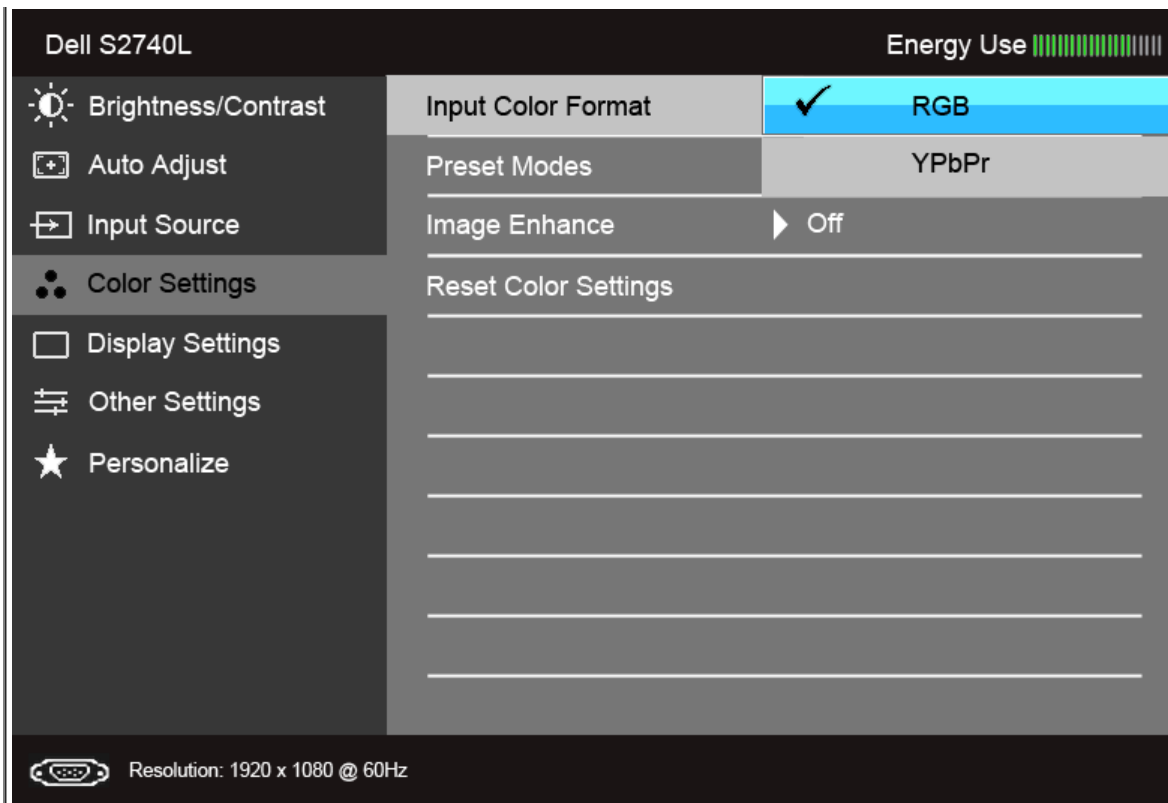 Dell S2740L Energy Use
Brightness/Contrast Input Color Format RGB
Auto Adjust Preset Modes YPbPr
Input Source Image Enhance Off
Color Settings Reset Color Settings
Display Settings
Other Settings
Personalize
Resolution: 1920 x 1080 @ 60Hz